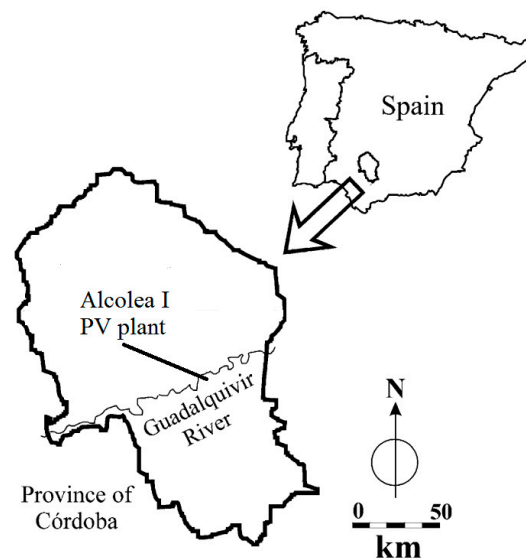 Spain
Alcolea I
PV plant
Guadalquivir
River
Province of
Córdoba
N
0 50
km